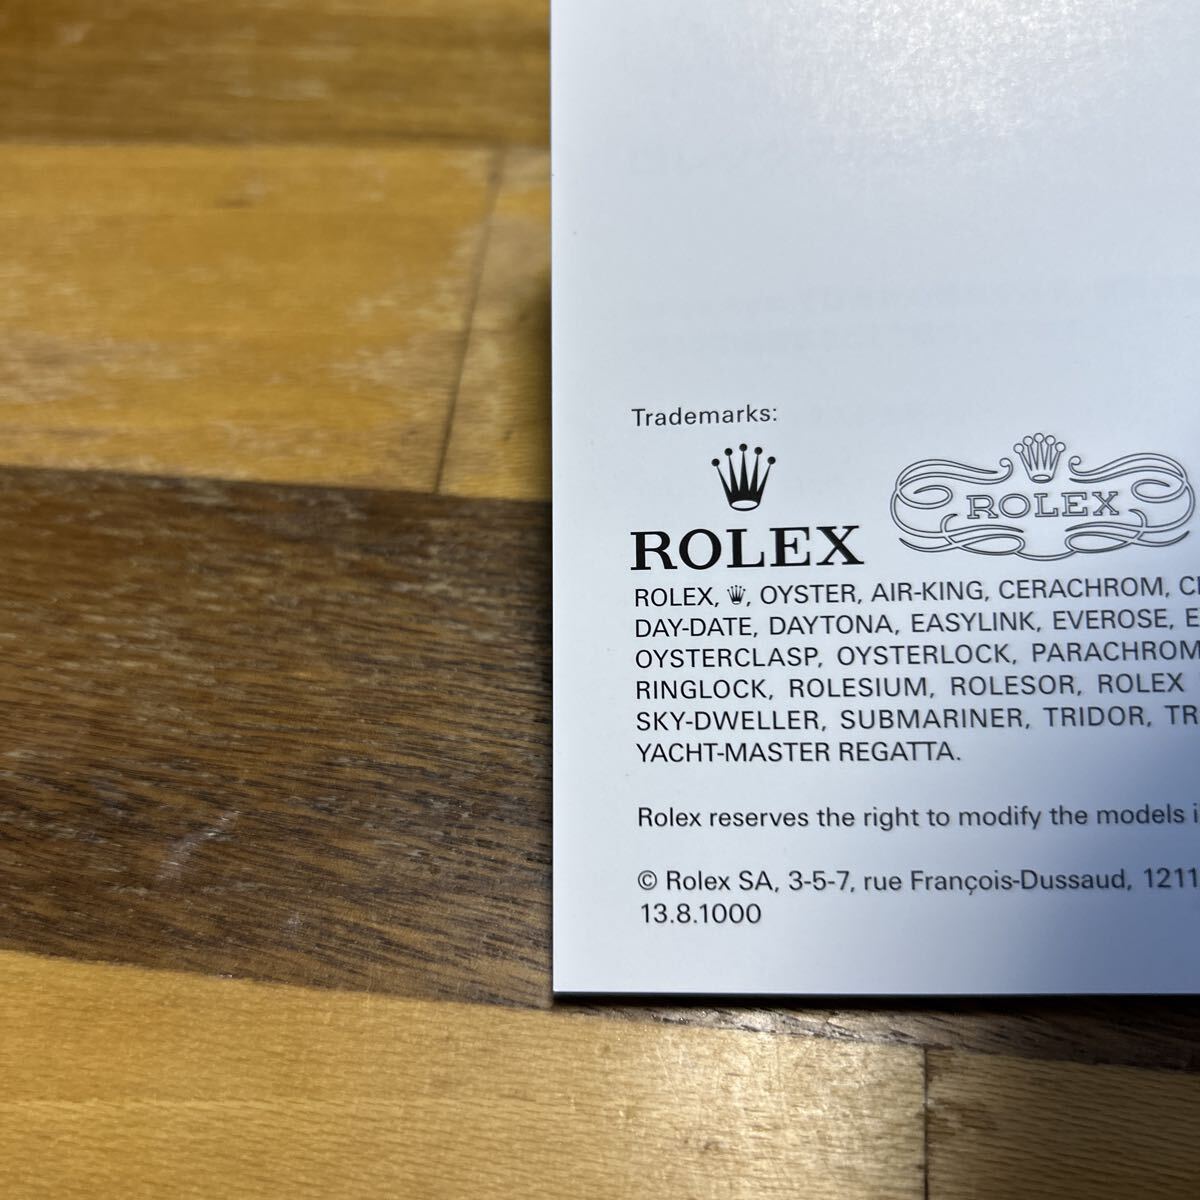 Trademarks:
ROLEX
ROLEX
ROLEX, OYSTER, AIR-KING, CERACHROM,
DAY-DATE, DAYTONA, EASYLINK, EVEROSE,
OYSTERCLASP, OYSTERLOCK, PARACHROM
RINGLOCK, ROLESIUM, ROLESOR, ROLEX
SKY-DWELLER, SUBMARINER, TRIDOR,
YACHT-MASTER REGATTA.
Rolex reserves the right to modify the models
© Rolex SA, 3-5-7, rue François-Dussaud, 1211
13.8.1000